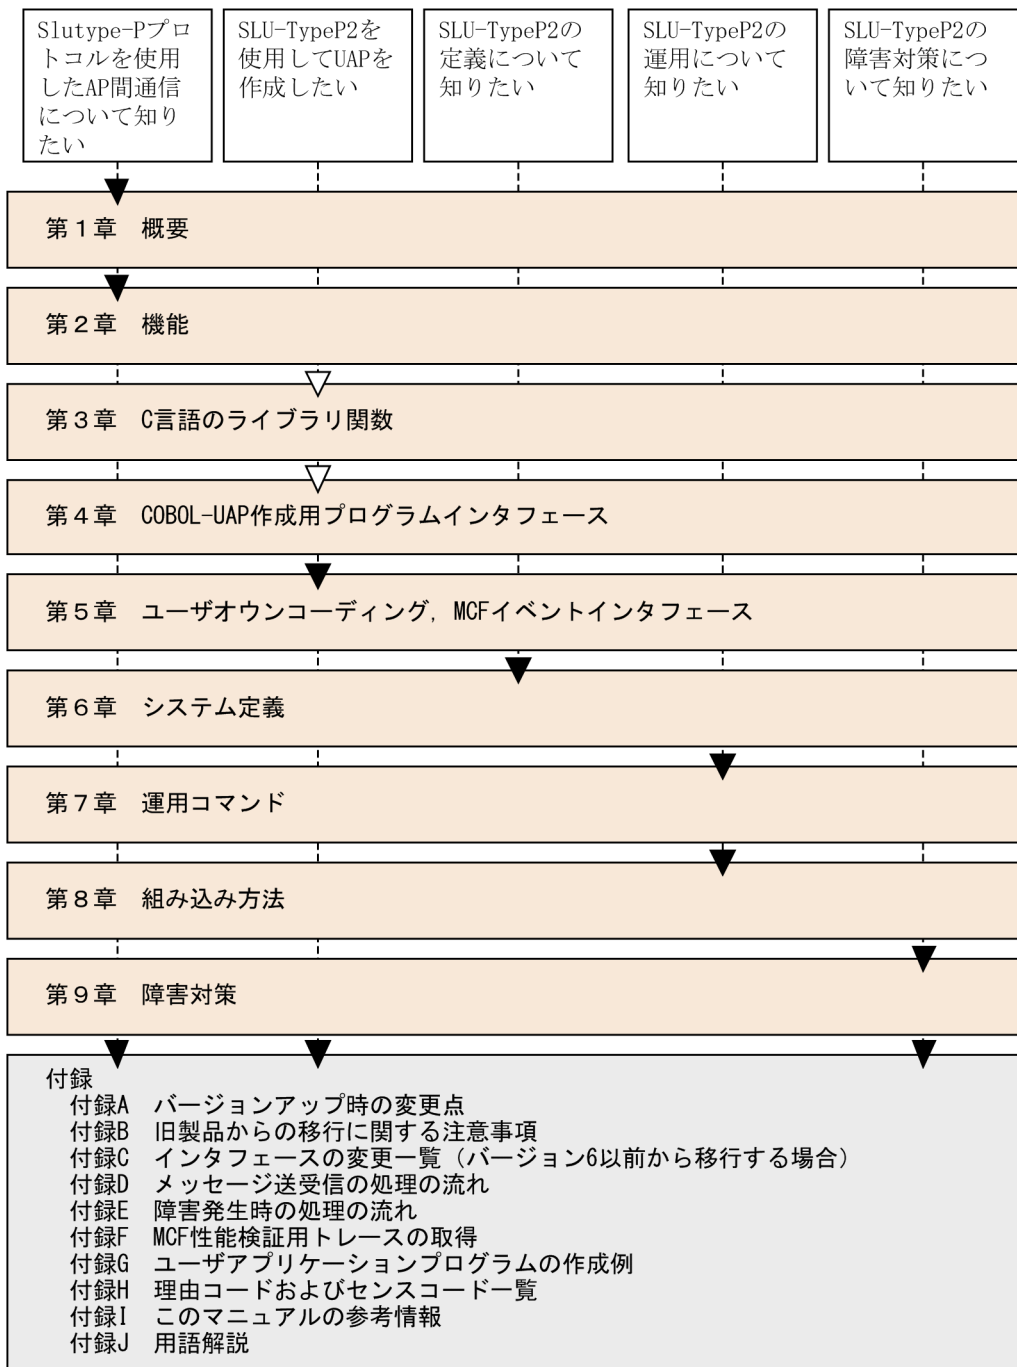 Slutype-Pプロ
トコルを使用
したAP間通信
について知り
たい
SLU-TypeP2を
使用してUAPを
作成したい
SLU-TypeP2の
定義について
知りたい
SLU-TypeP2の
運用について
知りたい
SLU-TypeP2の
障害対策につ
いて知りたい
第１章　概要
第２章　機能
第３章　C言語のライブラリ関数
第４章　COBOL-UAP作成用プログラムインタフェース
第５章　ユーザオウンコーディング, MCFイベントインタフェース
第６章　システム定義
第７章　運用コマンド
第８章　組み込み方法
第９章　障害対策
付録
付録A　バージョンアップ時の変更点
付録B　旧製品からの移行に関する注意事項
付録C　インタフェースの変更一覧（バージョン6以前から移行する場合）
付録D　メッセージ送受信の処理の流れ
付録E　障害発生時の処理の流れ
付録F　MCF性能検証用トレースの取得
付録G　ユーザアプリケーションプログラムの作成例
付録H　理由コードおよびセンスコード一覧
付録I　このマニュアルの参考情報
付録J　用語解説